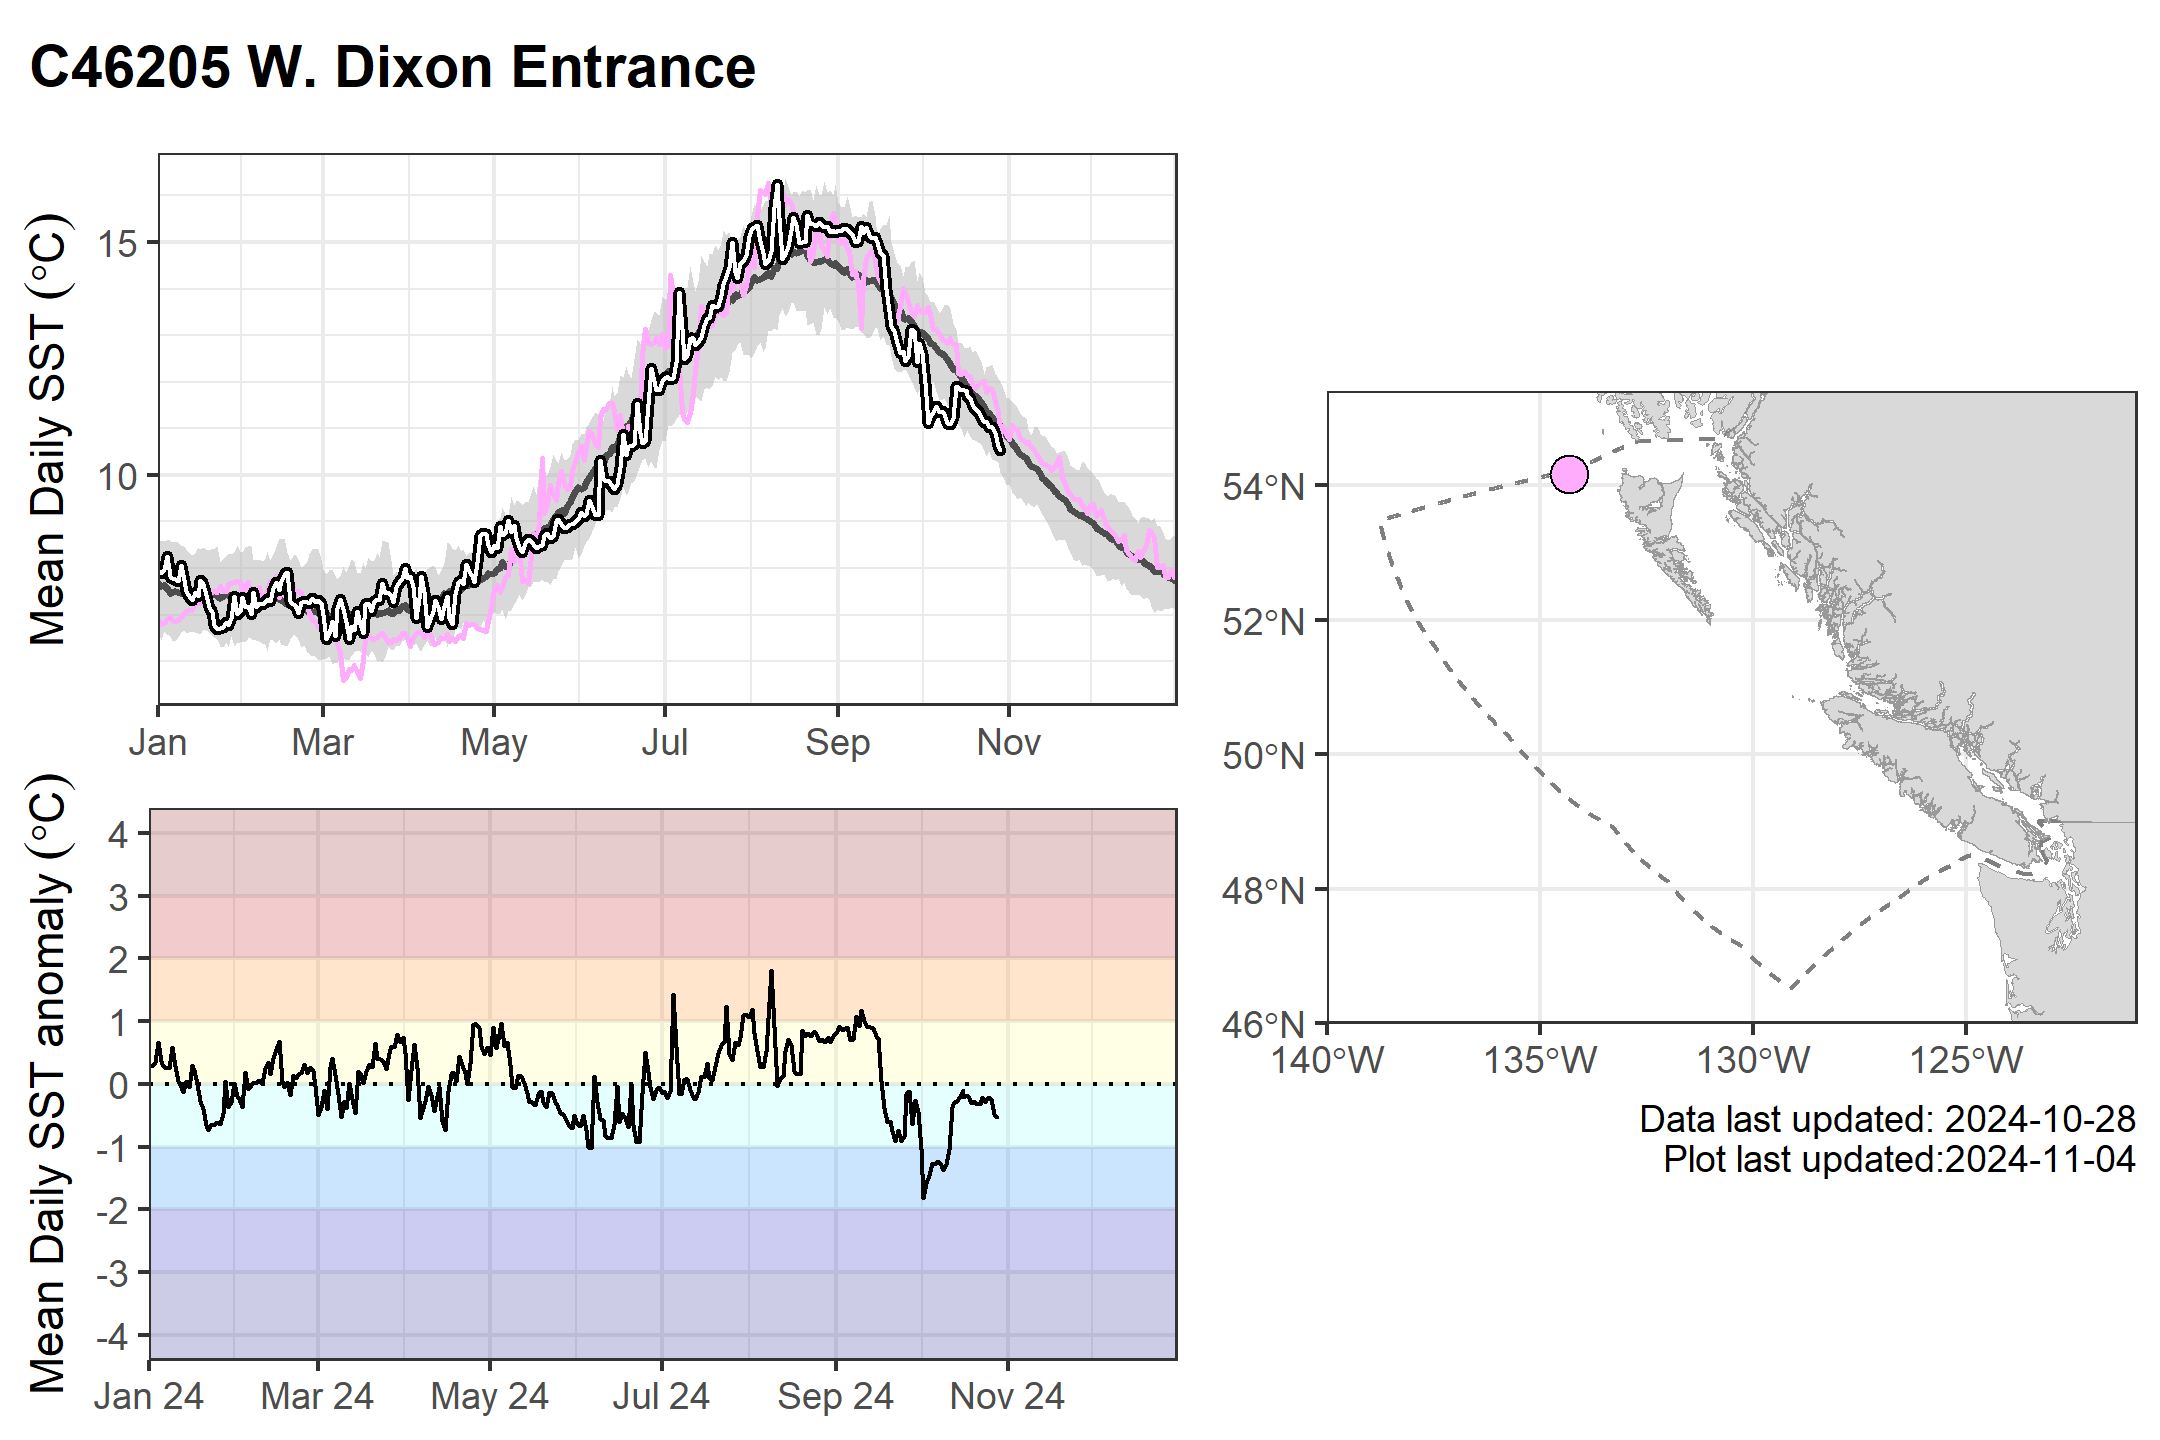 C46205 W. Dixon Entrance
Mean Daily SST (°C)
15
10
Jan Mar May Jul Sep Nov
Mean Daily SST anomaly (°C)
4
3
2
1
0
-1
-2
-3
-4
Jan 24 Mar 24 May 24 Jul 24 Sep 24 Nov 24
54°N
52°N
50°N
48°N
46°N
140°W 135°W 130°W 125°W
Data last updated: 2024-10-28
Plot last updated:2024-11-04